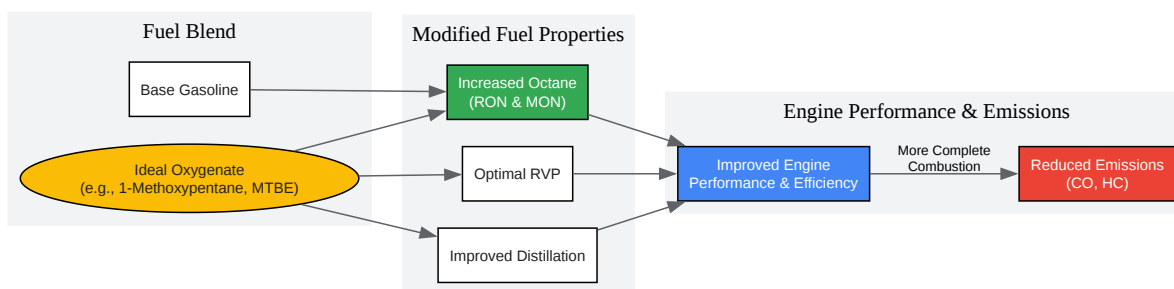 Fuel Blend
Base Gasoline
Ideal Oxygenate
(e.g., 1-Methoxypentane, MTBE)
Modified Fuel Properties
Increased Octane
(RON & MON)
Optimal RVP
Improved Distillation
Engine Performance & Emissions
Improved Engine
Performance & Efficiency
More Complete
Combustion
Reduced Emissions
(CO, HC)